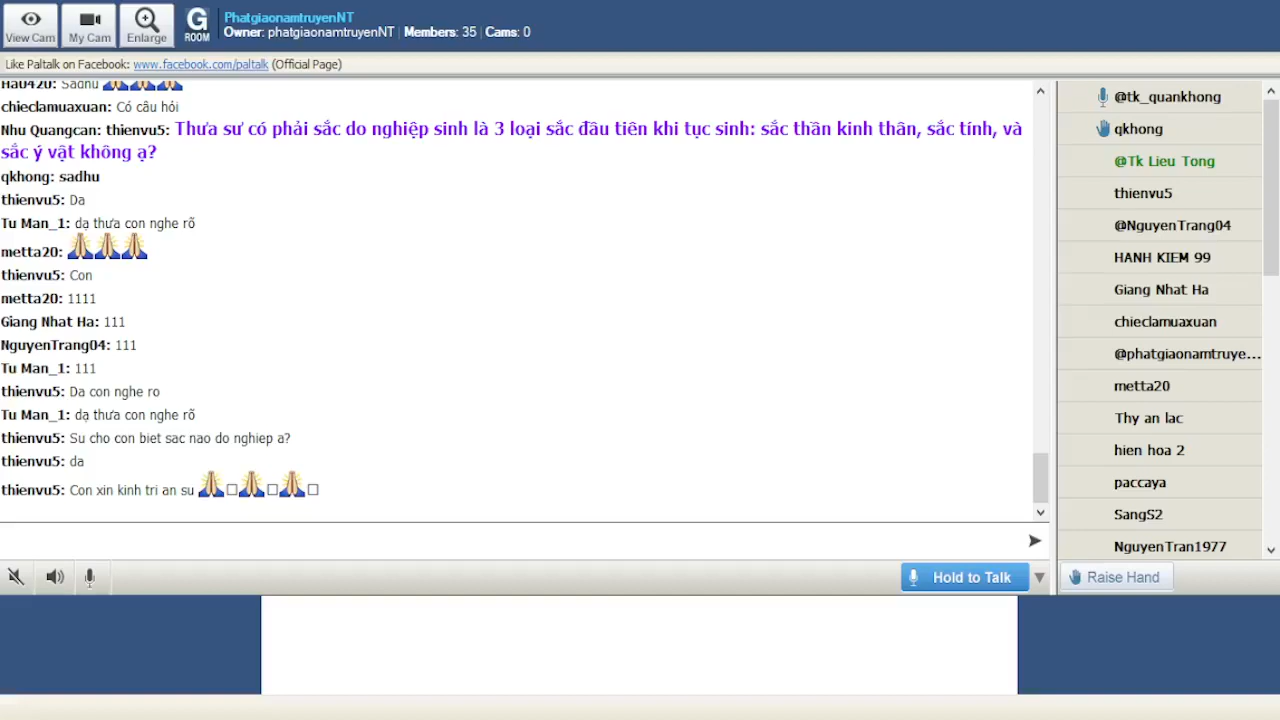 View Cam
My Cam
Enlarge
G
ROOM
PhatgiaonamtruyenNT
Owner: phatgiaonamtruyenNT | Members: 35 | Cams: 0
Like Paltalk on Facebook: www.facebook.com/paltalk (Official Page)
Ha0420: Sadhu
chieclamuaxuan: Có câu hỏi
Nhu Quangcan: thienvu5: Thưa sư có phải sắc do nghiệp sinh là 3 loại sắc đầu tiên khi tục sinh: sắc thần kinh thân, sắc tính, và
sắc ý vật không ạ?
qkhong: sadhu
thienvu5: Da
Tu Man_1: dạ thưa con nghe rõ
metta20:
thienvu5: Con
metta20: 1111
Giang Nhat Ha: 111
NguyenTrang04: 111
Tu Man_1: 111
thienvu5: Da con nghe ro
Tu Man_1: dạ thưa con nghe rõ
thienvu5: Su cho con biet sac nao do nghiep a?
thienvu5: da
thienvu5: Con xin kinh tri an su
@tk_quankhong
qkhong
@Tk Lieu Tong
thienvu5
@NguyenTrang04
HANH KIEM 99
Giang Nhat Ha
chieclamuaxuan
@phatgiaonamtruye...
metta20
Thy an lac
hien hoa 2
paccaya
SangS2
NguyenTran1977
Hold to Talk
Raise Hand